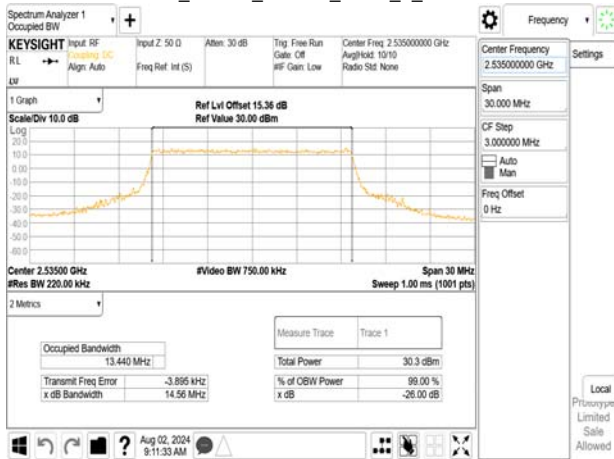 Spectrum Analyzer 1
Occupied BW
Frequency
KEYSIGHT
Input: RF
Coupling: DC
Align: Auto
RL
Input Z: 50 Ω
Freq Ref: Int (S)
Atten: 30 dB
Trig: Free Run
Gate: Off
#IF Gain: Low
Center Freq: 2.535000000 GHz
Avg|Hold: 10/10
Radio Std: None
1 Graph
Scale/Div 10.0 dB
Ref Lvl Offset 15.36 dB
Ref Value 30.00 dBm
Log
20.0
10.0
0.00
-10.0
-20.0
-30.0
-40.0
-50.0
-60.0
Center 2.53500 GHz
#Res BW 220.00 kHz
#Video BW 750.00 kHz
Span 30 MHz
Sweep 1.00 ms (1001 pts)
2 Metrics
Measure Trace
Trace 1
Occupied Bandwidth
13.440 MHz
Total Power
30.3 dBm
Transmit Freq Error
-3.895 kHz
% of OBW Power
99.00 %
x dB Bandwidth
14.56 MHz
x dB
-26.00 dB
Aug 02, 2024
9:11:33 AM
Center Frequency
2.535000000 GHz
Settings
Span
30.000 MHz
CF Step
3.000000 MHz
Auto
Man
Freq Offset
0 Hz
Local
Prototype
Limited
Sale
Allowed